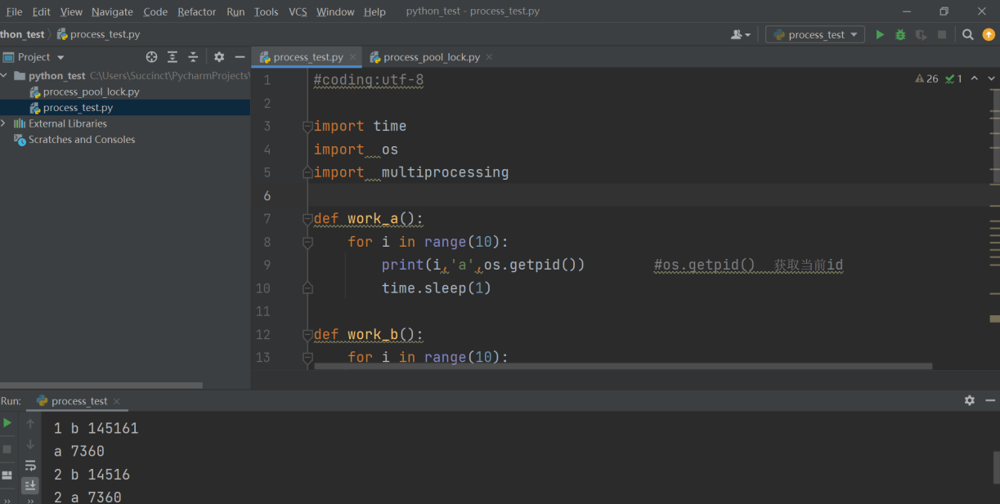 File Edit View Navigate Code Refactor Run Tools VCS Window Help python_test - process_test.py
thon_test process_test.py process_test
Project process_test.py process_pool_lock.py
python_test C:\Users\Succinct\PycharmProjects\
process_pool_lock.py
process_test.py
External Libraries
Scratches and Consoles
26 1
1 #coding:utf-8
2
3 import time
4 import  os
5 import  multiprocessing
6
7 def work_a():
8     for i in range(10):
9         print(i,'a',os.getpid())        #os.getpid()  获取当前id
10         time.sleep(1)
11
12 def work_b():
13     for i in range(10):
Run: process_test
1 b 145161
a 7360
2 b 14516
2 a 7360